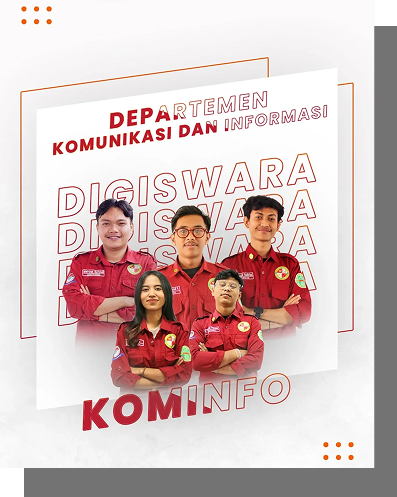 DEPARTEMEN
KOMUNIKASI DAN INFORMASI
DIGISWARA
DIGISWARA
DIGISWARA
DIGISWARA
KOMINFO